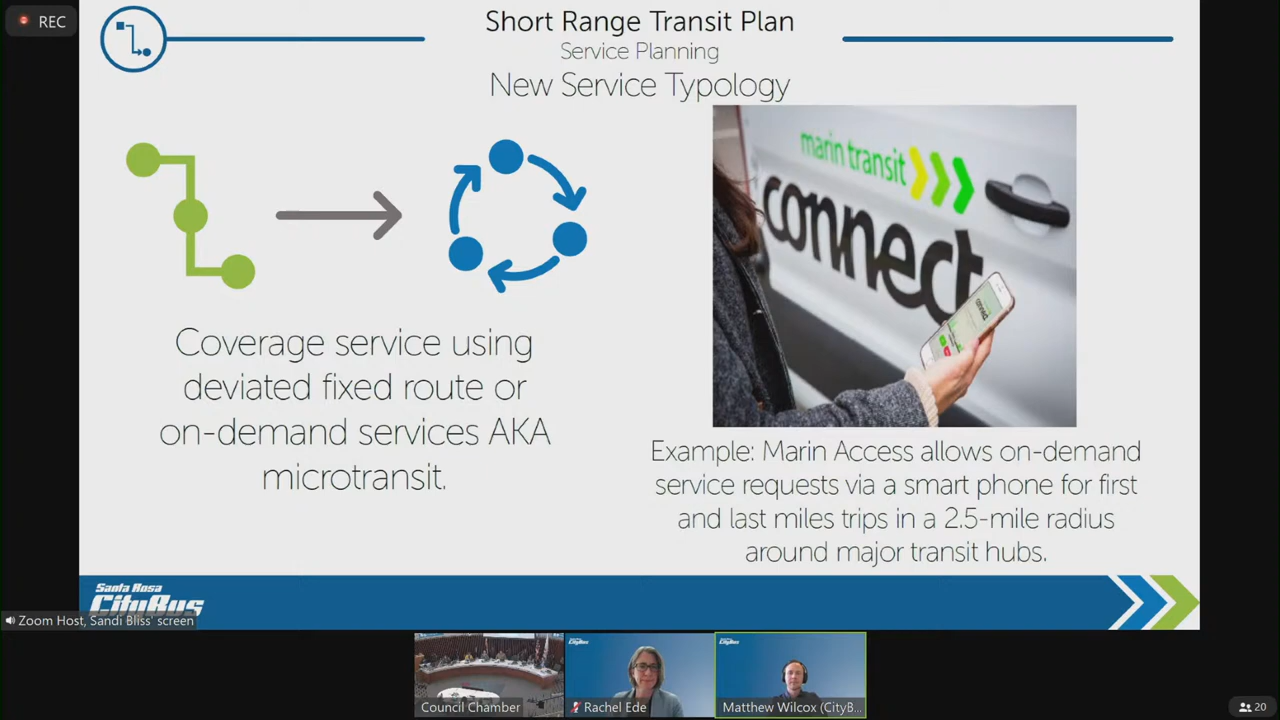 REC
Short Range Transit Plan
Service Planning
New Service Typology
marin transit
connect
Coverage service using
deviated fixed route or
on-demand services AKA
microtransit.
Example: Marin Access allows on-demand
service requests via a smart phone for first
and last miles trips in a 2.5-mile radius
around major transit hubs.
Santa Rosa
CityBus
Zoom Host, Sandi Bliss' screen
Council Chamber
Rachel Ede
Matthew Wilcox (CityB...
20